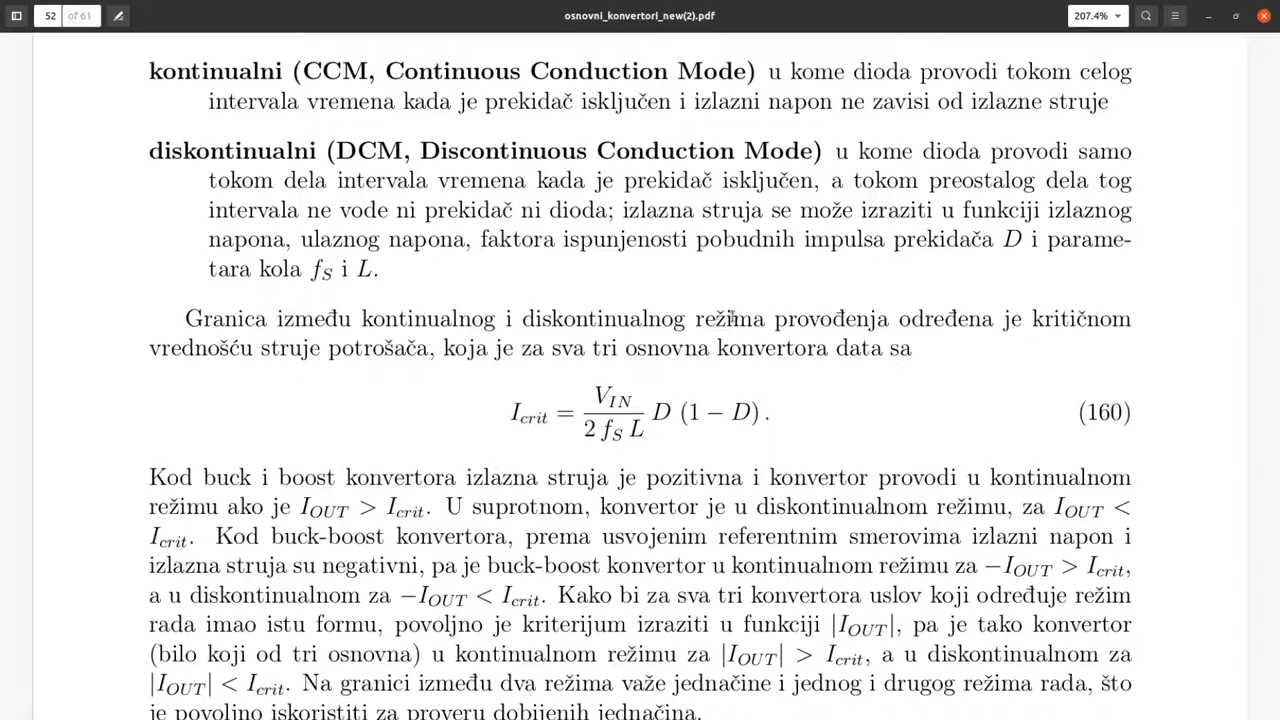 52 of 61
osnovni_konvertori_new(2).pdf
207.4%
kontinualni (CCM, Continuous Conduction Mode) u kome dioda provodi tokom celog
intervala vremena kada je prekidač isključen i izlazni napon ne zavisi od izlazne struje
diskontinualni (DCM, Discontinuous Conduction Mode) u kome dioda provodi samo
tokom dela intervala vremena kada je prekidač isključen, a tokom preostalog dela tog
intervala ne vode ni prekidač ni dioda; izlazna struja se može izraziti u funkciji izlaznog
napona, ulaznog napona, faktora ispunjenosti pobudnih impulsa prekidača D i parame-
tara kola f_S i L.
Granica između kontinualnog i diskontinualnog režima provođenja određena je kritičnom
vrednošću struje potrošača, koja je za sva tri osnovna konvertora data sa
I_crit = V_IN / (2 f_S L) D (1 − D) . (160)
Kod buck i boost konvertora izlazna struja je pozitivna i konvertor provodi u kontinualnom
režimu ako je I_OUT > I_crit. U suprotnom, konvertor je u diskontinualnom režimu, za I_OUT <
I_crit. Kod buck-boost konvertora, prema usvojenim referentnim smerovima izlazni napon i
izlazna struja su negativni, pa je buck-boost konvertor u kontinualnom režimu za −I_OUT > I_crit,
a u diskontinualnom za −I_OUT < I_crit. Kako bi za sva tri konvertora uslov koji određuje režim
rada imao istu formu, povoljno je kriterijum izraziti u funkciji |I_OUT|, pa je tako konvertor
(bilo koji od tri osnovna) u kontinualnom režimu za |I_OUT| > I_crit, a u diskontinualnom za
|I_OUT| < I_crit. Na granici između dva režima važe jednačine i jednog i drugog režima rada, što
je povoljno iskoristiti za proveru dobijenih jednačina.